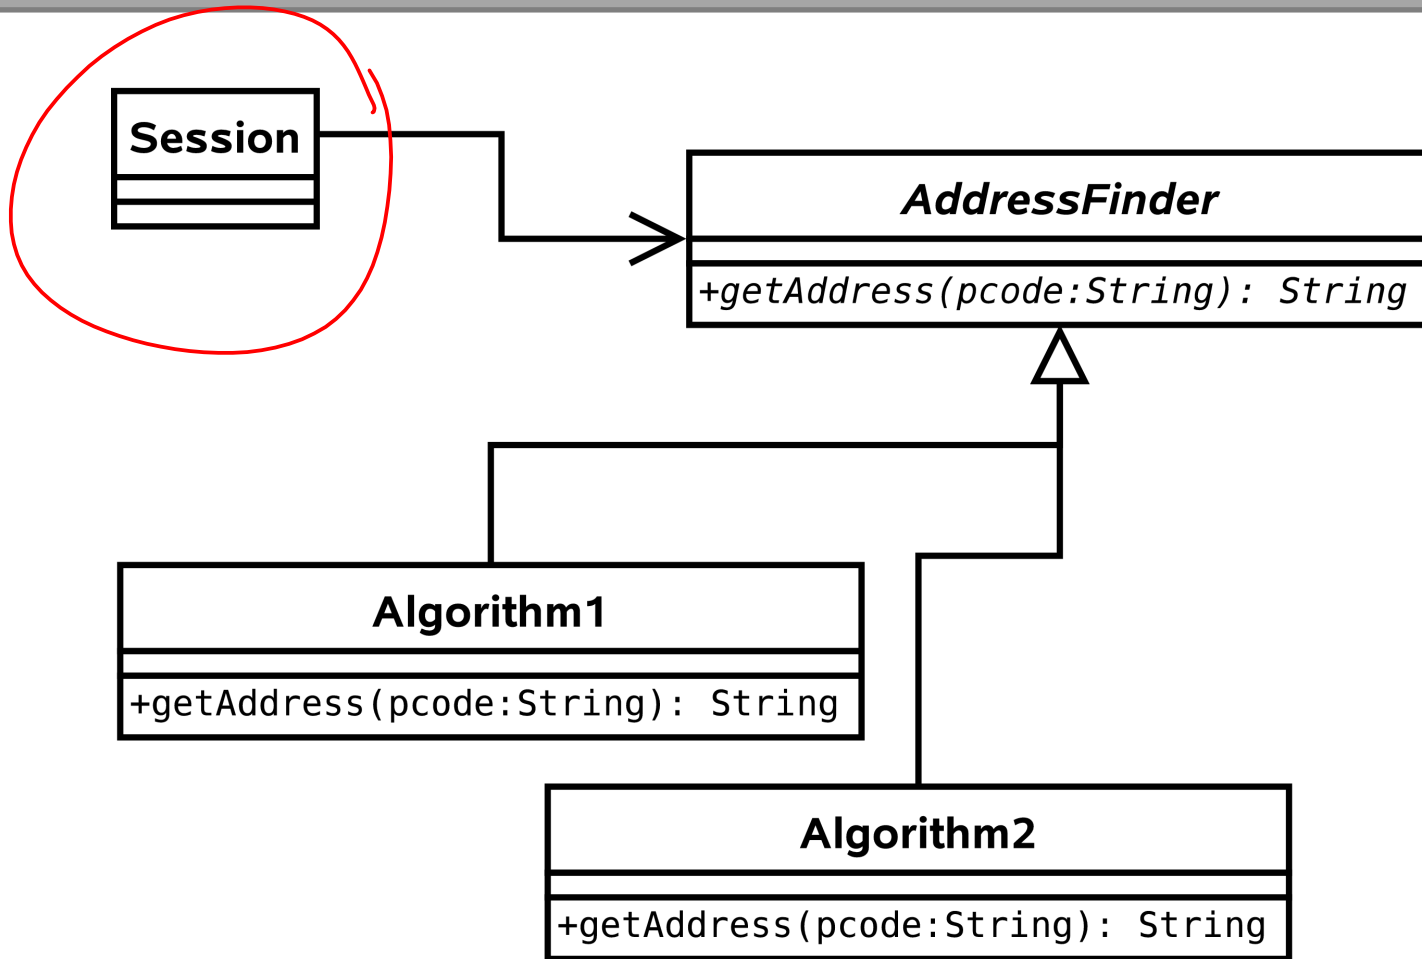 Session
AddressFinder
+getAddress(pcode:String): String
Algorithm1
+getAddress(pcode:String): String
Algorithm2
+getAddress(pcode:String): String